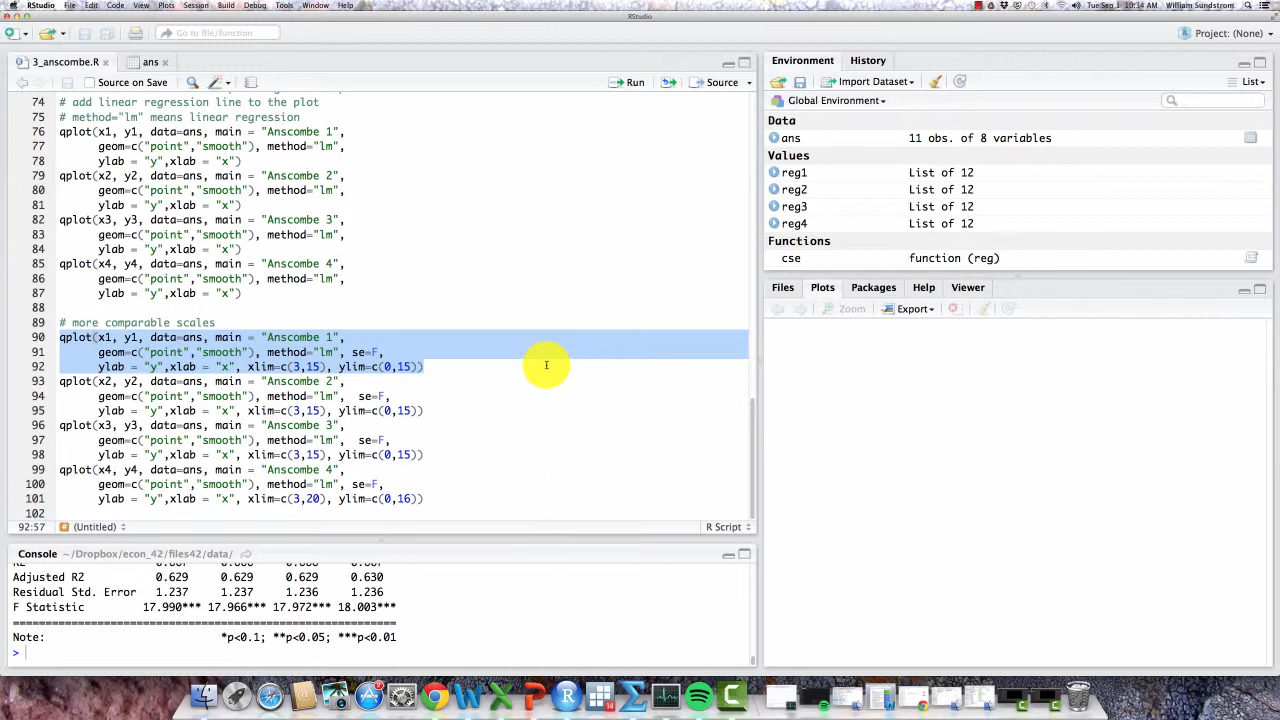 RStudio File Edit Code View Plots Session Build Debug Tools Window Help
William Sundstrom
RStudio
Go to file/function
Project: (None)
3_anscombe.R
ans
Source on Save
Run
Source
74 # add linear regression line to the plot
75 # method="lm" means linear regression
76 qplot(x1, y1, data=ans, main = "Anscombe 1",
77 geom=c("point","smooth"), method="lm",
78 ylab = "y",xlab = "x")
79 qplot(x2, y2, data=ans, main = "Anscombe 2",
80 geom=c("point","smooth"), method="lm",
81 ylab = "y",xlab = "x")
82 qplot(x3, y3, data=ans, main = "Anscombe 3",
83 geom=c("point","smooth"), method="lm",
84 ylab = "y",xlab = "x")
85 qplot(x4, y4, data=ans, main = "Anscombe 4",
86 geom=c("point","smooth"), method="lm",
87 ylab = "y",xlab = "x")
88
89 # more comparable scales
90 qplot(x1, y1, data=ans, main = "Anscombe 1",
91 geom=c("point","smooth"), method="lm", se=F,
92 ylab = "y",xlab = "x", xlim=c(3,15), ylim=c(0,15))
93 qplot(x2, y2, data=ans, main = "Anscombe 2",
94 geom=c("point","smooth"), method="lm", se=F,
95 ylab = "y",xlab = "x", xlim=c(3,15), ylim=c(0,15))
96 qplot(x3, y3, data=ans, main = "Anscombe 3",
97 geom=c("point","smooth"), method="lm", se=F,
98 ylab = "y",xlab = "x", xlim=c(3,15), ylim=c(0,15))
99 qplot(x4, y4, data=ans, main = "Anscombe 4",
100 geom=c("point","smooth"), method="lm", se=F,
101 ylab = "y",xlab = "x", xlim=c(3,20), ylim=c(0,16))
102
92:57 # (Untitled) R Script
Console ~/Dropbox/econ_42/files42/data/
Adjusted R2 0.629 0.629 0.629 0.630
Residual Std. Error 1.237 1.237 1.236 1.236
F Statistic 17.990*** 17.966*** 17.972*** 18.003***
============================================================
Note: *p<0.1; **p<0.05; ***p<0.01
>
Environment History
Import Dataset List
Global Environment
Data
ans 11 obs. of 8 variables
Values
reg1 List of 12
reg2 List of 12
reg3 List of 12
reg4 List of 12
Functions
cse function (reg)
Files Plots Packages Help Viewer
Zoom Export